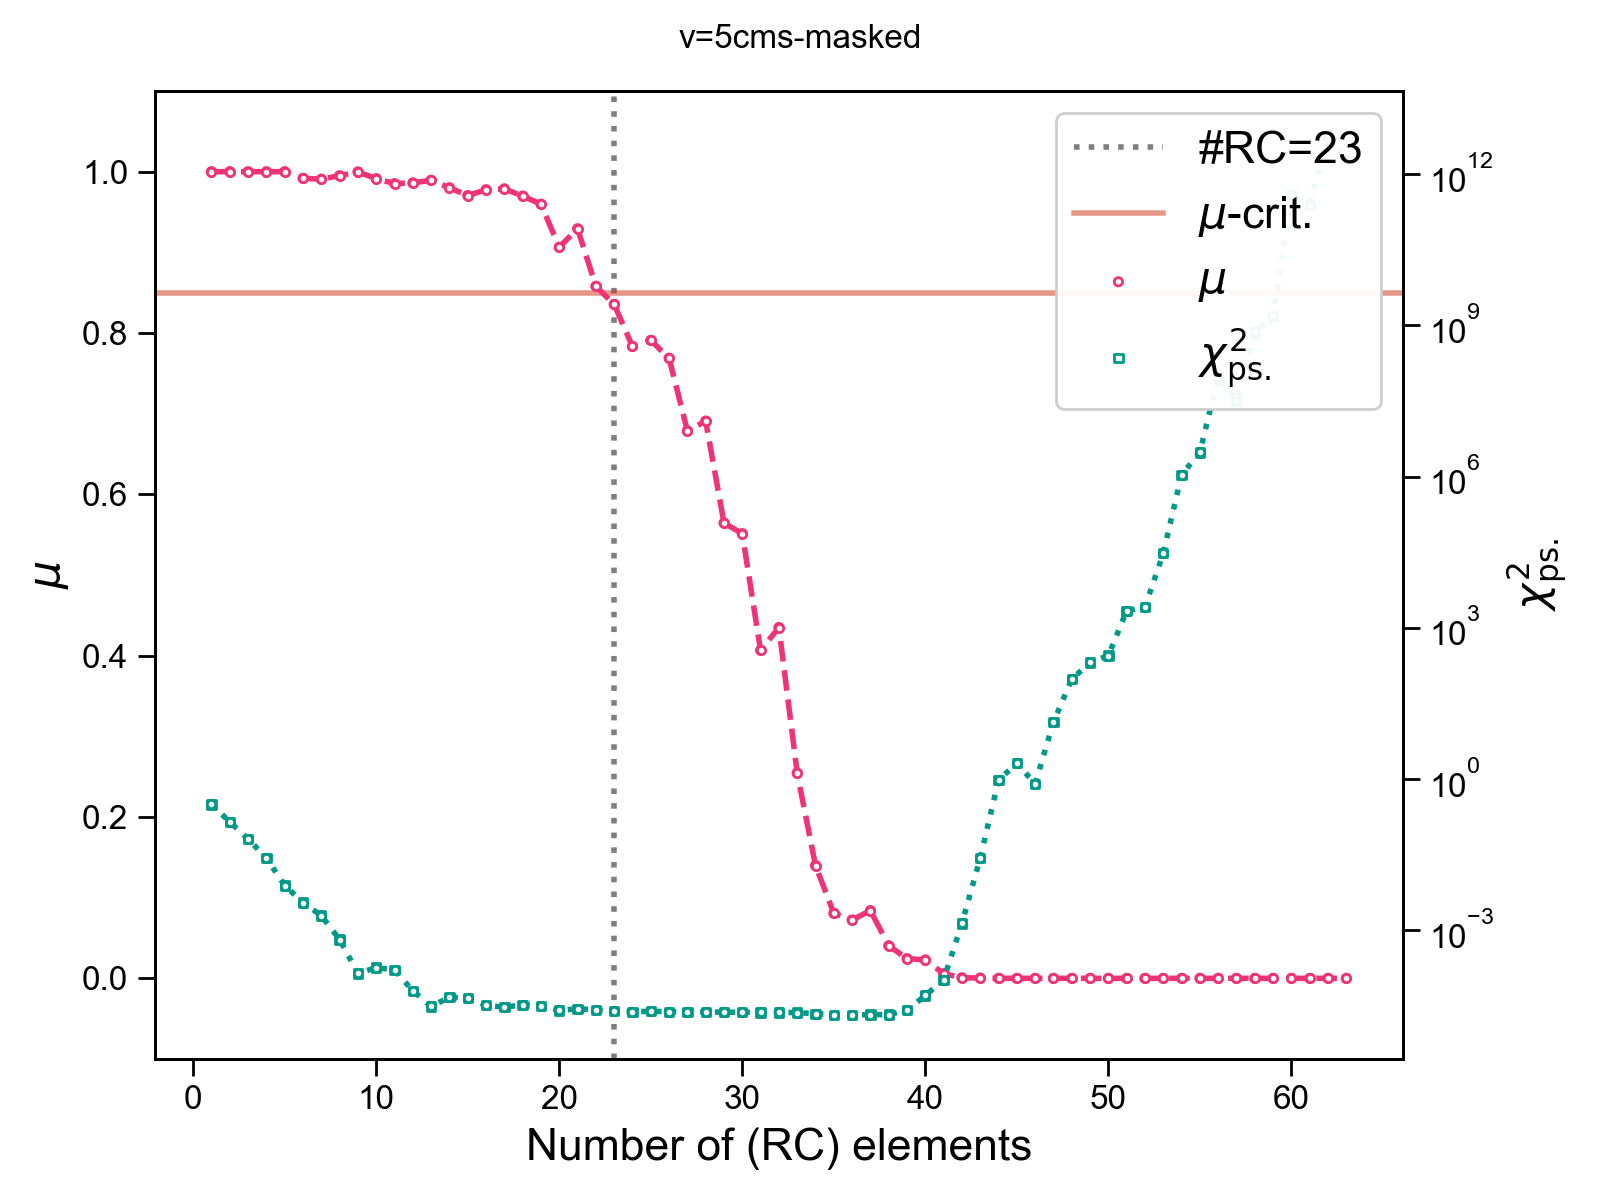 v=5cms-masked
#RC=23
μ-crit.
μ
χ²ps.
1.0
0.8
0.6
0.4
0.2
0.0
μ
10¹²
10⁹
10⁶
10³
10⁰
10⁻³
χ²ps.
0 10 20 30 40 50 60
Number of (RC) elements